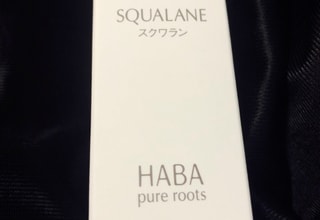 SQUALANE
スクワラン
HABA
pure roots